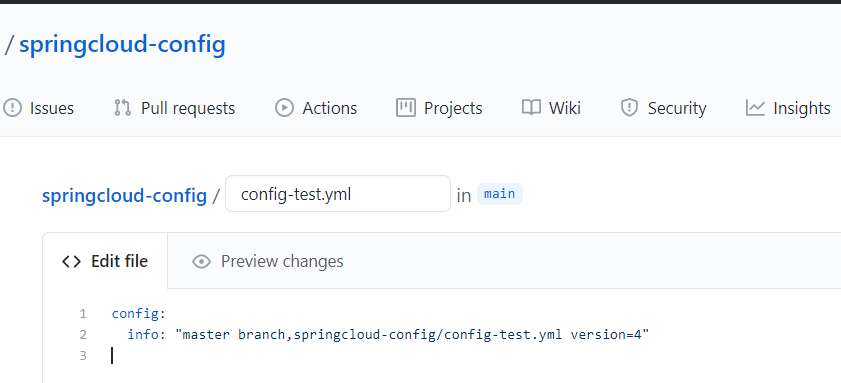 / springcloud-config
Issues Pull requests Actions Projects Wiki Security Insights
springcloud-config / config-test.yml in main
<> Edit file Preview changes
1 config:
2   info: "master branch,springcloud-config/config-test.yml version=4"
3